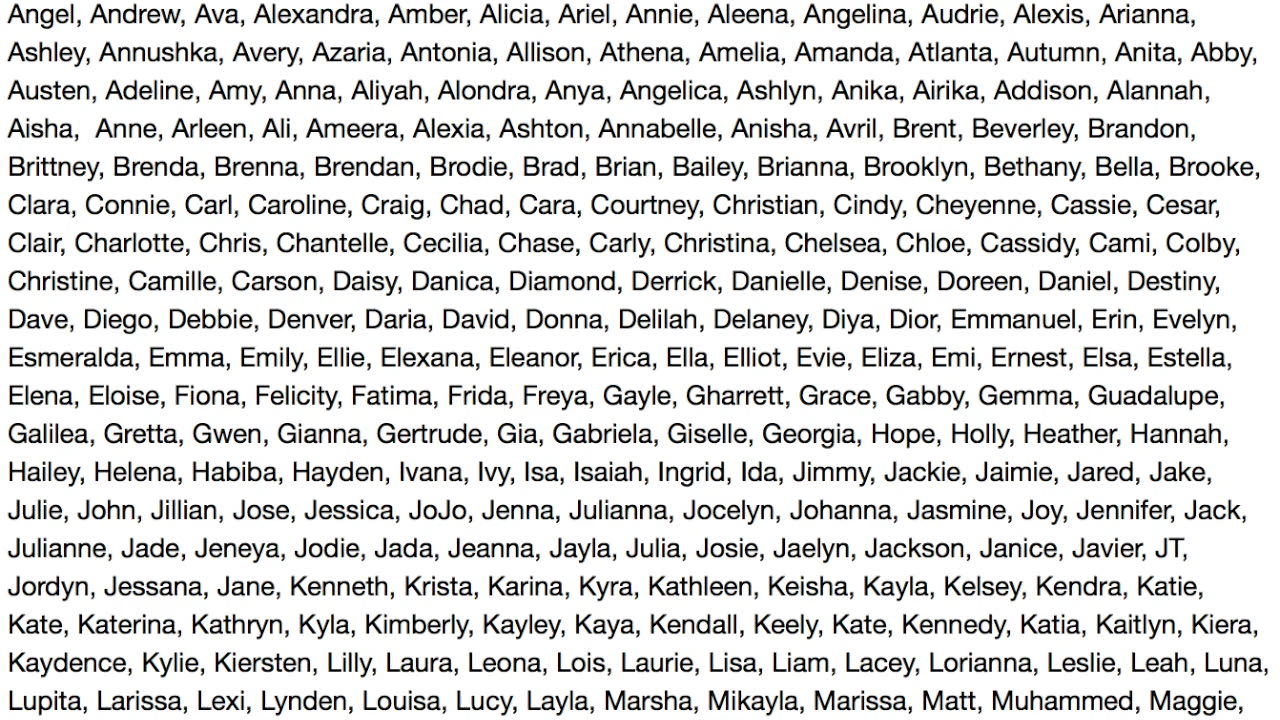 Angel, Andrew, Ava, Alexandra, Amber, Alicia, Ariel, Annie, Aleena, Angelina, Audrie, Alexis, Arianna,
Ashley, Annushka, Avery, Azaria, Antonia, Allison, Athena, Amelia, Amanda, Atlanta, Autumn, Anita, Abby,
Austen, Adeline, Amy, Anna, Aliyah, Alondra, Anya, Angelica, Ashlyn, Anika, Airika, Addison, Alannah,
Aisha,  Anne, Arleen, Ali, Ameera, Alexia, Ashton, Annabelle, Anisha, Avril, Brent, Beverley, Brandon,
Brittney, Brenda, Brenna, Brendan, Brodie, Brad, Brian, Bailey, Brianna, Brooklyn, Bethany, Bella, Brooke,
Clara, Connie, Carl, Caroline, Craig, Chad, Cara, Courtney, Christian, Cindy, Cheyenne, Cassie, Cesar,
Clair, Charlotte, Chris, Chantelle, Cecilia, Chase, Carly, Christina, Chelsea, Chloe, Cassidy, Cami, Colby,
Christine, Camille, Carson, Daisy, Danica, Diamond, Derrick, Danielle, Denise, Doreen, Daniel, Destiny,
Dave, Diego, Debbie, Denver, Daria, David, Donna, Delilah, Delaney, Diya, Dior, Emmanuel, Erin, Evelyn,
Esmeralda, Emma, Emily, Ellie, Elexana, Eleanor, Erica, Ella, Elliot, Evie, Eliza, Emi, Ernest, Elsa, Estella,
Elena, Eloise, Fiona, Felicity, Fatima, Frida, Freya, Gayle, Gharrett, Grace, Gabby, Gemma, Guadalupe,
Galilea, Gretta, Gwen, Gianna, Gertrude, Gia, Gabriela, Giselle, Georgia, Hope, Holly, Heather, Hannah,
Hailey, Helena, Habiba, Hayden, Ivana, Ivy, Isa, Isaiah, Ingrid, Ida, Jimmy, Jackie, Jaimie, Jared, Jake,
Julie, John, Jillian, Jose, Jessica, JoJo, Jenna, Julianna, Jocelyn, Johanna, Jasmine, Joy, Jennifer, Jack,
Julianne, Jade, Jeneya, Jodie, Jada, Jeanna, Jayla, Julia, Josie, Jaelyn, Jackson, Janice, Javier, JT,
Jordyn, Jessana, Jane, Kenneth, Krista, Karina, Kyra, Kathleen, Keisha, Kayla, Kelsey, Kendra, Katie,
Kate, Katerina, Kathryn, Kyla, Kimberly, Kayley, Kaya, Kendall, Keely, Kate, Kennedy, Katia, Kaitlyn, Kiera,
Kaydence, Kylie, Kiersten, Lilly, Laura, Leona, Lois, Laurie, Lisa, Liam, Lacey, Lorianna, Leslie, Leah, Luna,
Lupita, Larissa, Lexi, Lynden, Louisa, Lucy, Layla, Marsha, Mikayla, Marissa, Matt, Muhammed, Maggie,